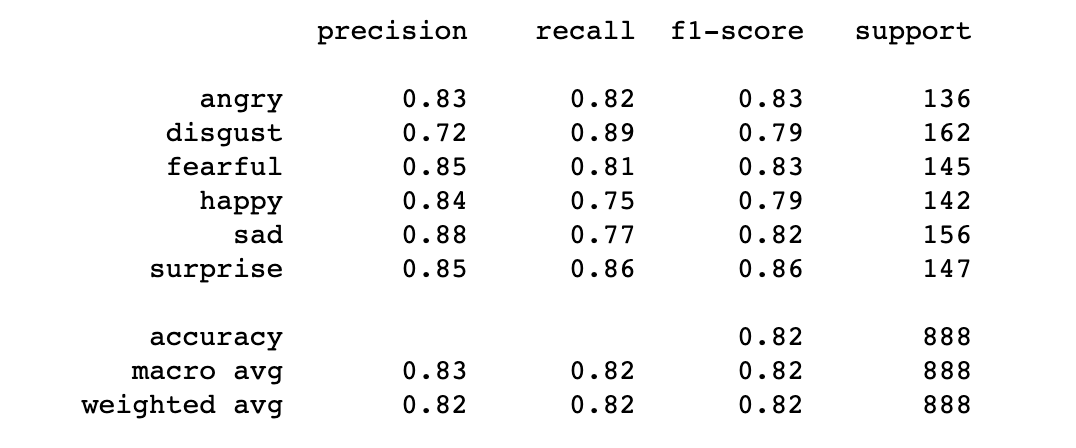 precision recall f1-score support
angry 0.83 0.82 0.83 136
disgust 0.72 0.89 0.79 162
fearful 0.85 0.81 0.83 145
happy 0.84 0.75 0.79 142
sad 0.88 0.77 0.82 156
surprise 0.85 0.86 0.86 147
accuracy 0.82 888
macro avg 0.83 0.82 0.82 888
weighted avg 0.82 0.82 0.82 888